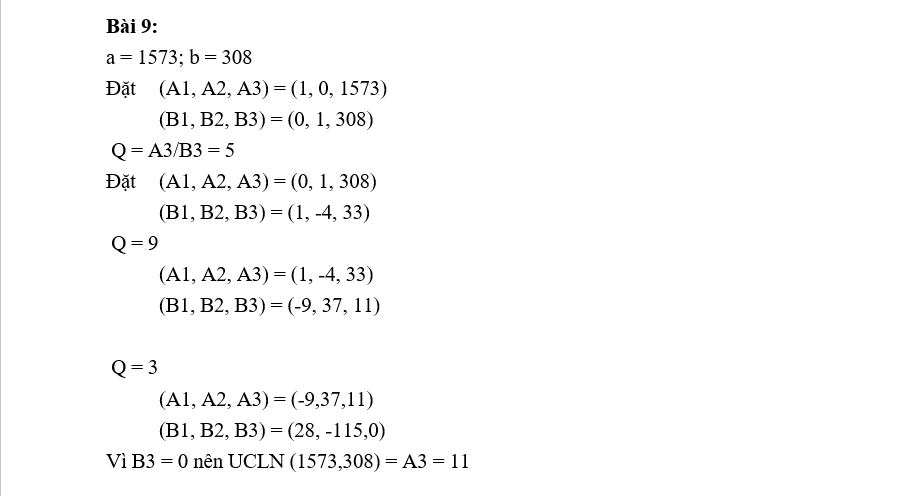 Bài 9:
a = 1573; b = 308
Đặt (A1, A2, A3) = (1, 0, 1573)
(B1, B2, B3) = (0, 1, 308)
Q = A3/B3 = 5
Đặt (A1, A2, A3) = (0, 1, 308)
(B1, B2, B3) = (1, -4, 33)
Q = 9
(A1, A2, A3) = (1, -4, 33)
(B1, B2, B3) = (-9, 37, 11)
Q = 3
(A1, A2, A3) = (-9,37,11)
(B1, B2, B3) = (28, -115,0)
Vì B3 = 0 nên UCLN (1573,308) = A3 = 11